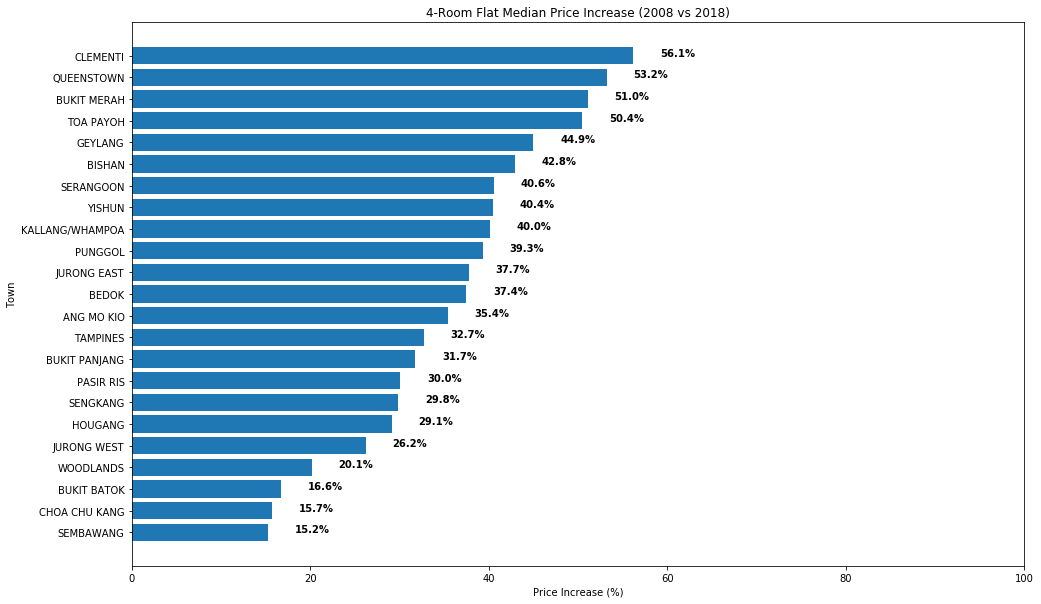 4-Room Flat Median Price Increase (2008 vs 2018)
CLEMENTI 56.1%
QUEENSTOWN 53.2%
BUKIT MERAH 51.0%
TOA PAYOH 50.4%
GEYLANG 44.9%
BISHAN 42.8%
SERANGOON 40.6%
YISHUN 40.4%
KALLANG/WHAMPOA 40.0%
PUNGGOL 39.3%
JURONG EAST 37.7%
BEDOK 37.4%
ANG MO KIO 35.4%
TAMPINES 32.7%
BUKIT PANJANG 31.7%
PASIR RIS 30.0%
SENGKANG 29.8%
HOUGANG 29.1%
JURONG WEST 26.2%
WOODLANDS 20.1%
BUKIT BATOK 16.6%
CHOA CHU KANG 15.7%
SEMBAWANG 15.2%
Town
0 20 40 60 80 100
Price Increase (%)